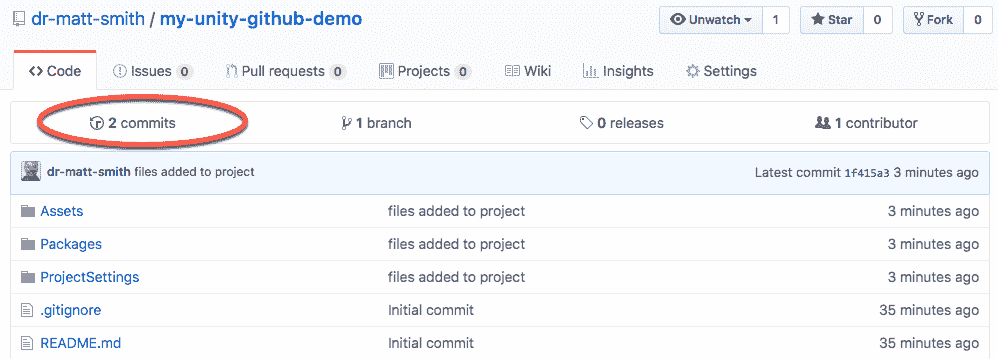 dr-matt-smith / my-unity-github-demo Unwatch 1 Star 0 Fork 0
Code Issues 0 Pull requests 0 Projects 0 Wiki Insights Settings
2 commits 1 branch 0 releases 1 contributor
dr-matt-smith files added to project Latest commit 1f415a3 3 minutes ago
Assets files added to project 3 minutes ago
Packages files added to project 3 minutes ago
ProjectSettings files added to project 3 minutes ago
.gitignore Initial commit 35 minutes ago
README.md Initial commit 35 minutes ago